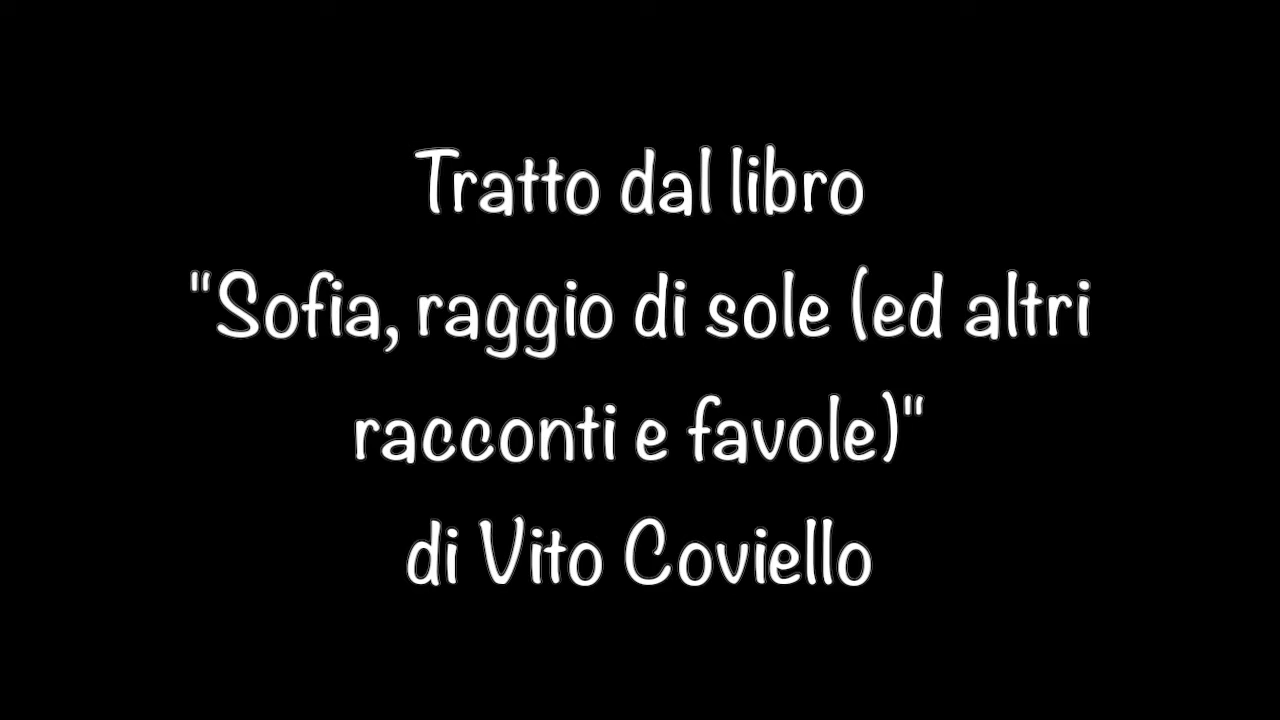 Tratto dal libro
"Sofia, raggio di sole (ed altri
racconti e favole)"
di Vito Coviello